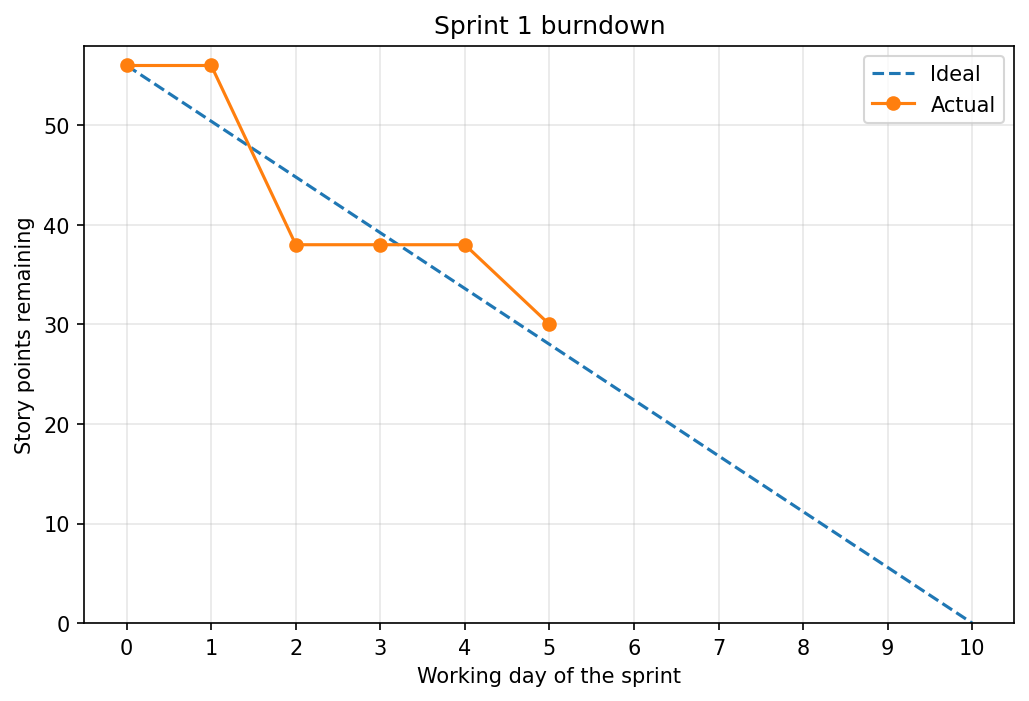 Sprint 1 burndown
Ideal
Actual
Story points remaining
50
40
30
20
10
0
0 1 2 3 4 5 6 7 8 9 10
Working day of the sprint